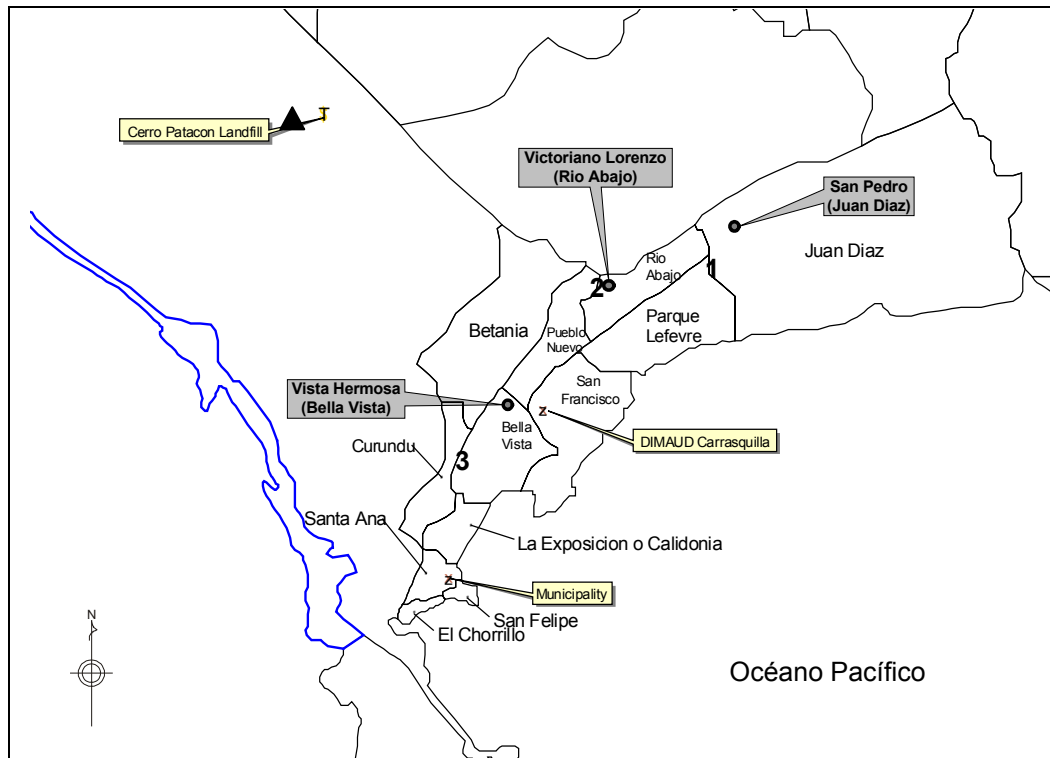 Cerro Patacon Landfill
Victoriano Lorenzo
(Rio Abajo)
San Pedro
(Juan Diaz)
Juan Diaz
Rio
Abajo
1
2
Parque
Lefevre
Betania
Pueblo
Nuevo
San
Francisco
Vista Hermosa
(Bella Vista)
z
Bella
Vista
DIMAUD Carrasquilla
Curundu
3
Santa Ana
La Exposicion o Calidonia
z
Municipality
San Felipe
El Chorrillo
N
Océano Pacífico